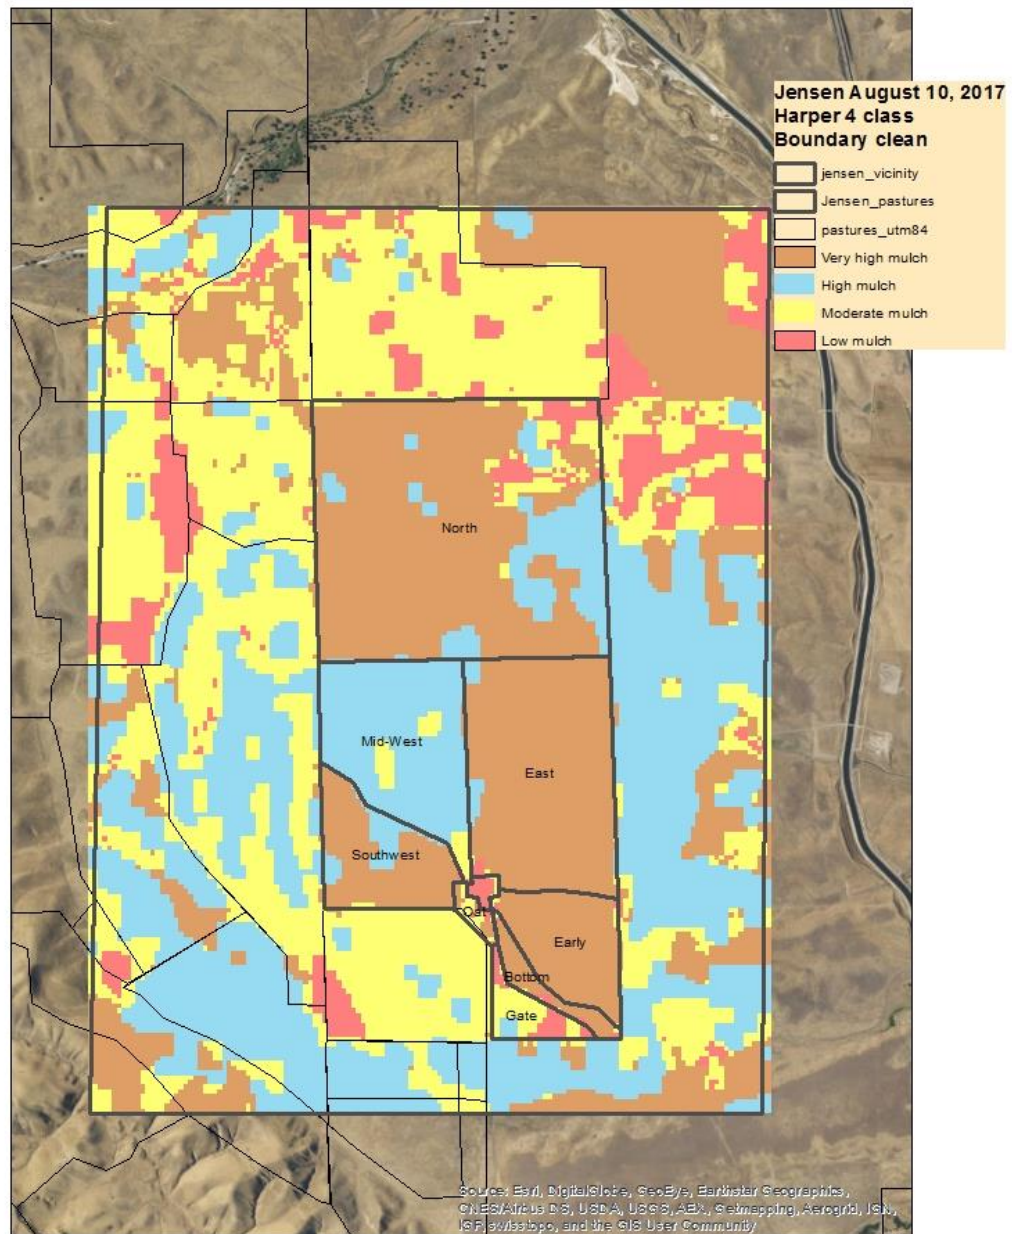 Jensen August 10, 2017
Harper 4 class
Boundary clean
jensen_vicinity
Jensen_pastures
pastures_utm84
Very high mulch
High mulch
Moderate mulch
Low mulch
North
Mid-West
East
Southwest
Oat
Early
Bottom
Gate
Source: Esri, DigitalGlobe, GeoEye, Earthstar Geographics,
CNES/Airbus DS, USDA, USGS, AEX, Getmapping, Aerogrid, IGN,
IGP, swisstopo, and the GIS User Community